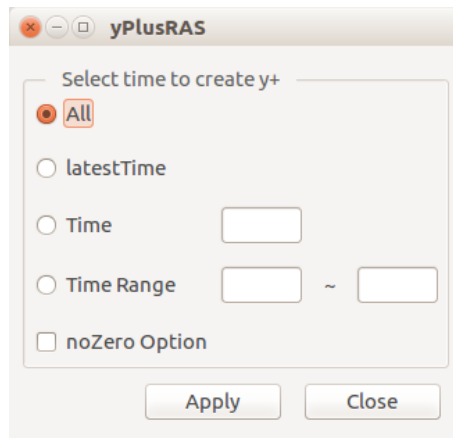 yPlusRAS
Select time to create y+
All
latestTime
Time
Time Range ~
noZero Option
Apply Close